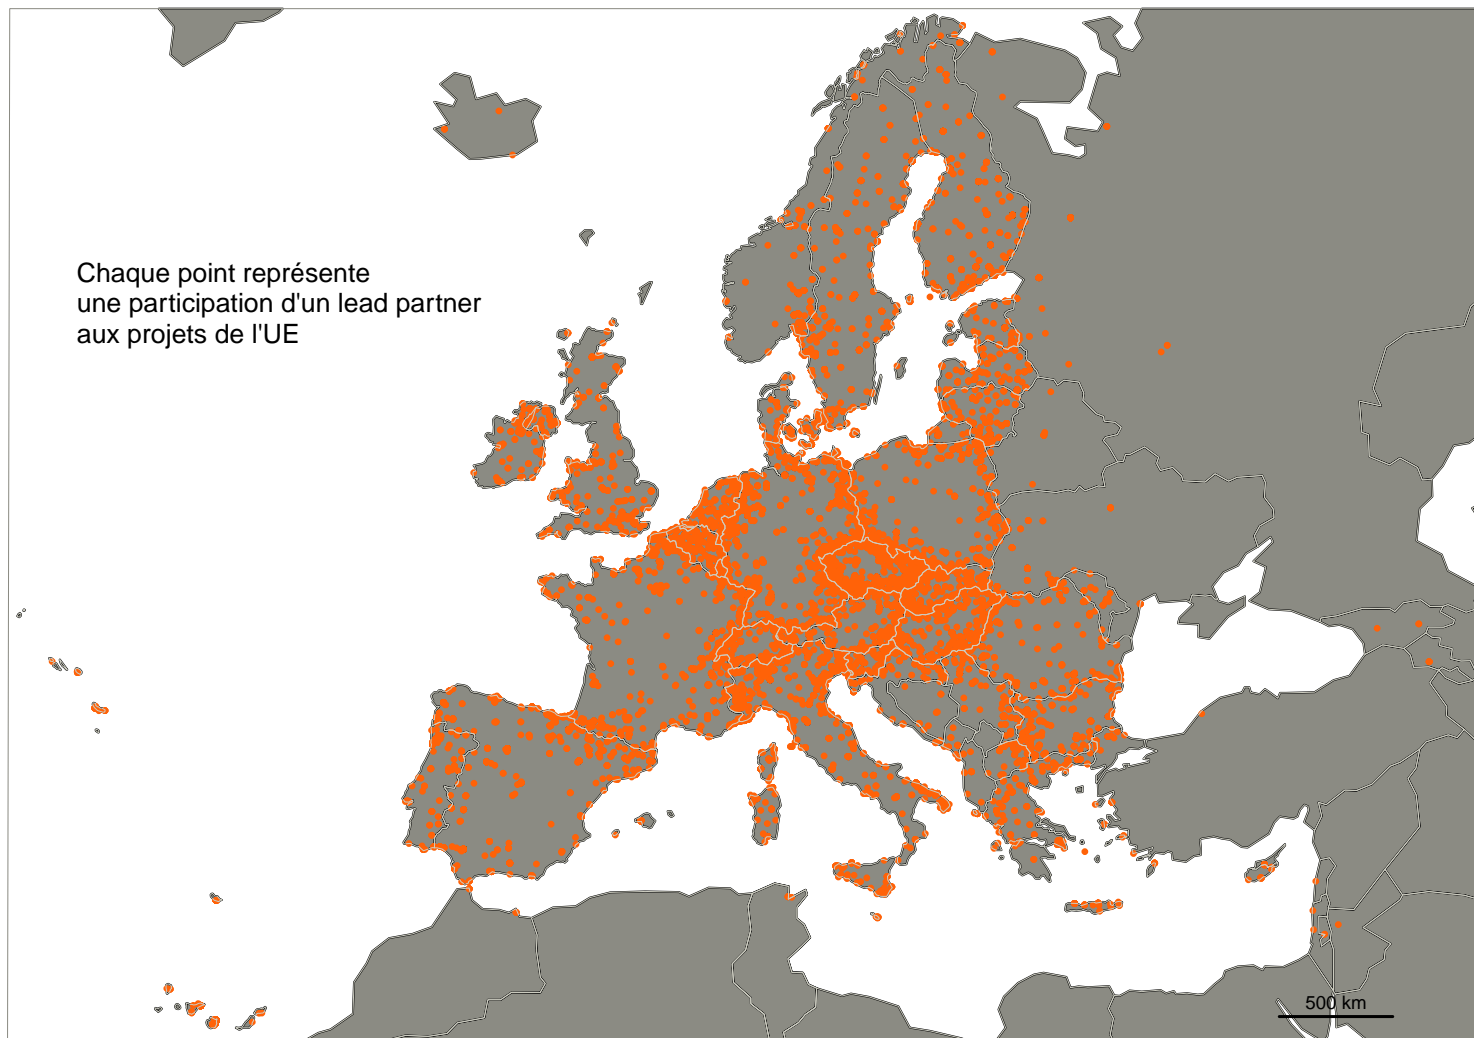 Chaque point représente
une participation d'un lead partner
aux projets de l'UE
500 km